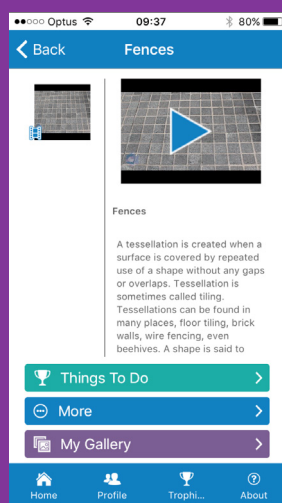 Optus 09:37 80%
Back Fences
Fences
A tessellation is created when a
surface is covered by repeated
use of a shape without any gaps
or overlaps. Tessellation is
sometimes called tiling.
Tessellations can be found in
many places, floor tiling, brick
walls, wire fencing, even
beehives. A shape is said to
Things To Do
More
My Gallery
Home Profile Trophi... About